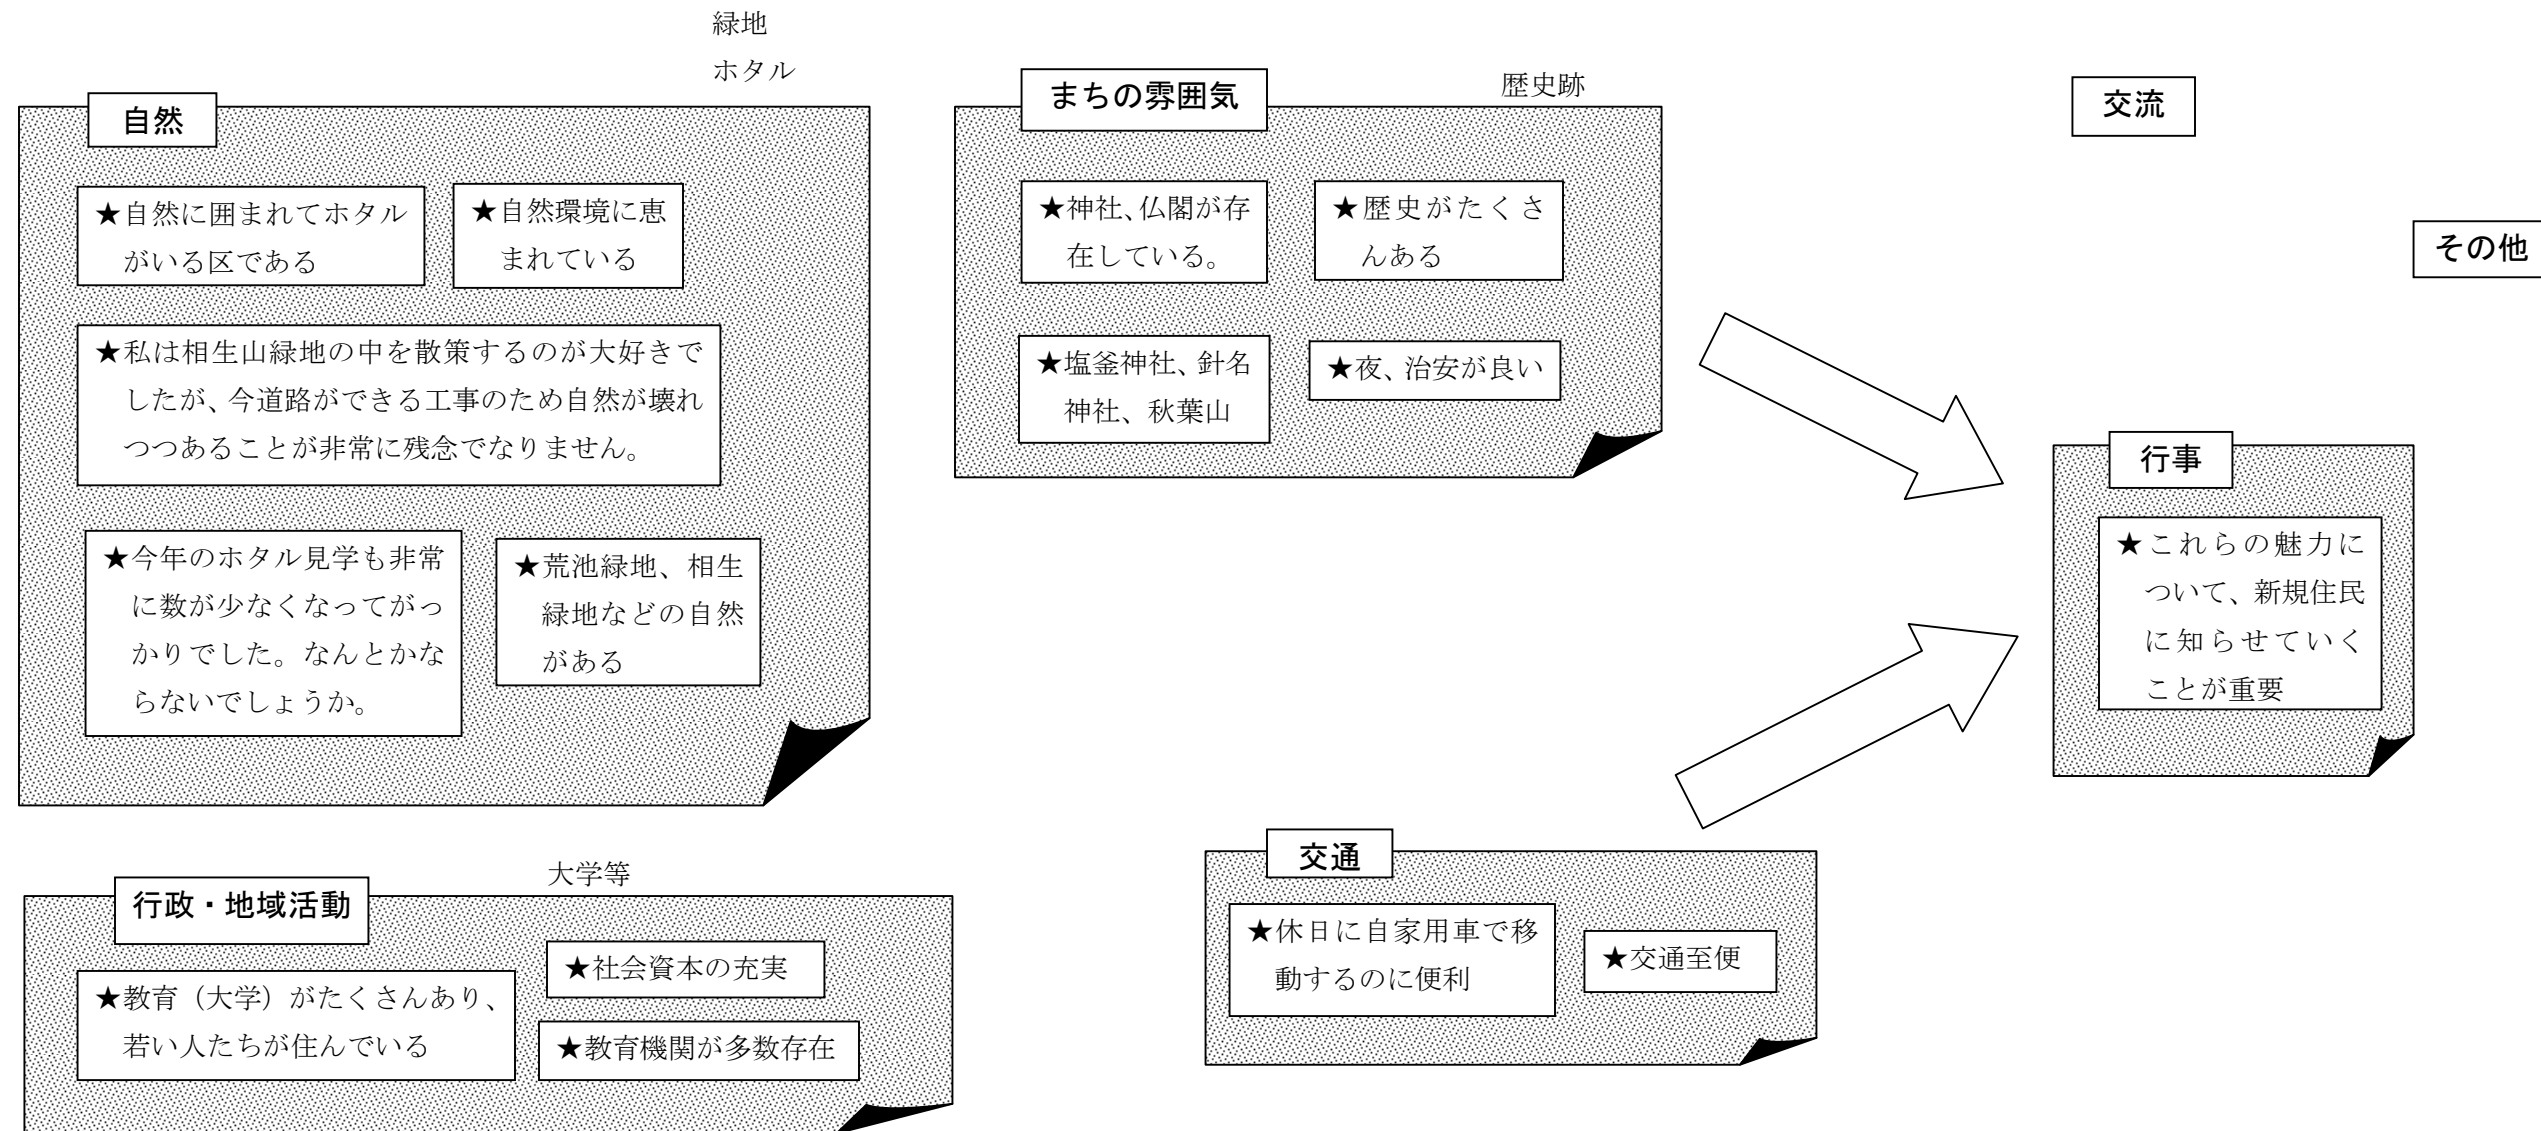 緑地
ホタル
自然
★自然に囲まれてホタル
がいる区である
★自然環境に恵
まれている
★私は相生山緑地の中を散策するのが大好きで
したが、今道路ができる工事のため自然が壊れ
つつあることが非常に残念でなりません。
★今年のホタル見学も非常
に数が少なくなってがっ
かりでした。なんとかな
らないでしょうか。
★荒池緑地、相生
緑地などの自然
がある
まちの雰囲気
歴史跡
★神社、仏閣が存
在している。
★歴史がたくさ
んある
★塩釜神社、針名
神社、秋葉山
★夜、治安が良い
交流
その他
行事
★これらの魅力に
ついて、新規住民
に知らせていく
ことが重要
大学等
行政・地域活動
★教育（大学）がたくさんあり、
若い人たちが住んでいる
★社会資本の充実
★教育機関が多数存在
交通
★休日に自家用車で移
動するのに便利
★交通至便